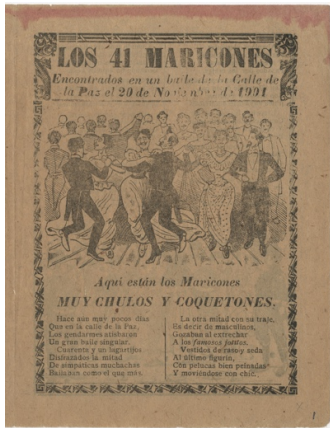 LOS 41 MARICONES
Encontrados en un baile de la Calle de
la Paz el 20 de Noviembre de 1901
Aquí están los Maricones
MUY CHULOS Y COQUETONES.
Hace aun muy pocos días
Que en la calle de la Paz,
Los gendarmes atisbaron
Un gran baile singular.
Cuarenta y un lagartijos
Disfrazados la mitad
De simpáticas muchachas
Bailaban como el que más.
La otra mitad con su traje,
Es decir de masculinos,
Gozaban al estrechar
A los famosos jotitos.
Vestidos de raso y seda
Al último figurín,
Con pelucas bien peinadas
Y moviéndose con chic.
1